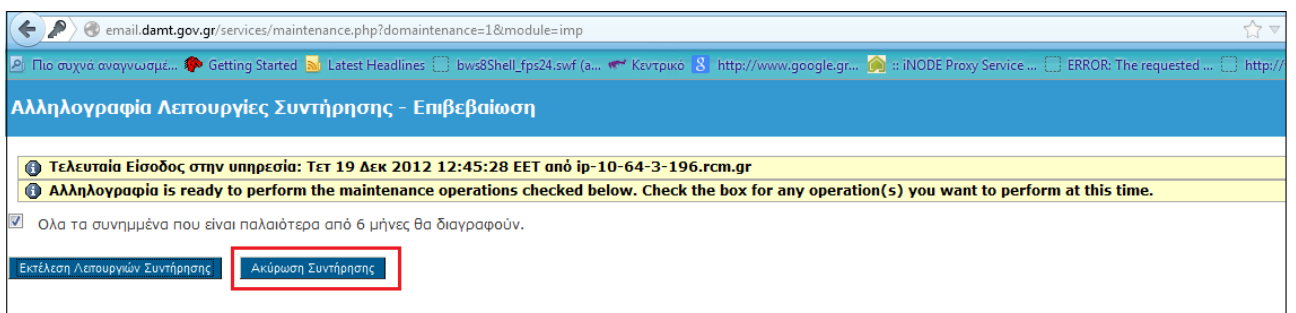 email.damt.gov.gr/services/maintenance.php?domaintenance=1&module=imp
Πιο συχνά αναγνωσμέ... Getting Started Latest Headlines bws8Shell_fps24.swf (a... Κεντρικό 8 http://www.google.gr... :: iNODE Proxy Service ... ERROR: The requested ... http://
Αλληλογραφία Λειτουργίες Συντήρησης - Επιβεβαίωση
Τελευταία Είσοδος στην υπηρεσία: Τετ 19 Δεκ 2012 12:45:28 EET από ip-10-64-3-196.rcm.gr
Αλληλογραφία is ready to perform the maintenance operations checked below. Check the box for any operation(s) you want to perform at this time.
Ολα τα συνημμένα που είναι παλαιότερα από 6 μήνες θα διαγραφούν.
Εκτέλεση Λειτουργιών Συντήρησης Ακύρωση Συντήρησης